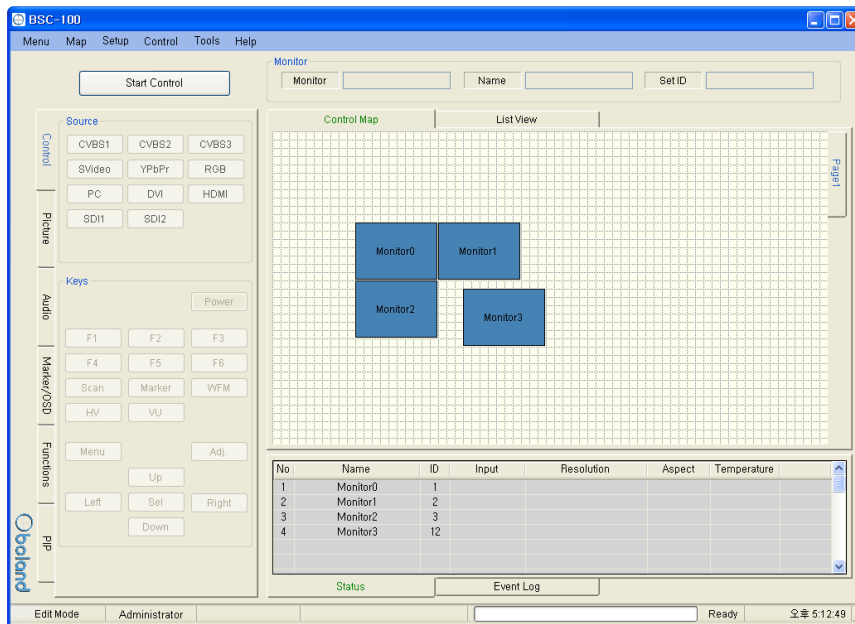 BSC-100
Menu Map Setup Control Tools Help
Start Control
Monitor
Monitor Name Set ID
Control
Picture
Audio
Marker/OSD
Functions
PIP
boland
Source
CVBS1 CVBS2 CVBS3
SVideo YPbPr RGB
PC DVI HDMI
SDI1 SDI2
Keys
Power
F1 F2 F3
F4 F5 F6
Scan Marker WFM
HV VU
Menu Adj.
Up
Left Sel Right
Down
Control Map List View
Page1
Monitor0 Monitor1
Monitor2 Monitor3
No Name ID Input Resolution Aspect Temperature
1 Monitor0 1
2 Monitor1 2
3 Monitor2 3
4 Monitor3 12
Status Event Log
Edit Mode Administrator Ready 오후 5:12:49